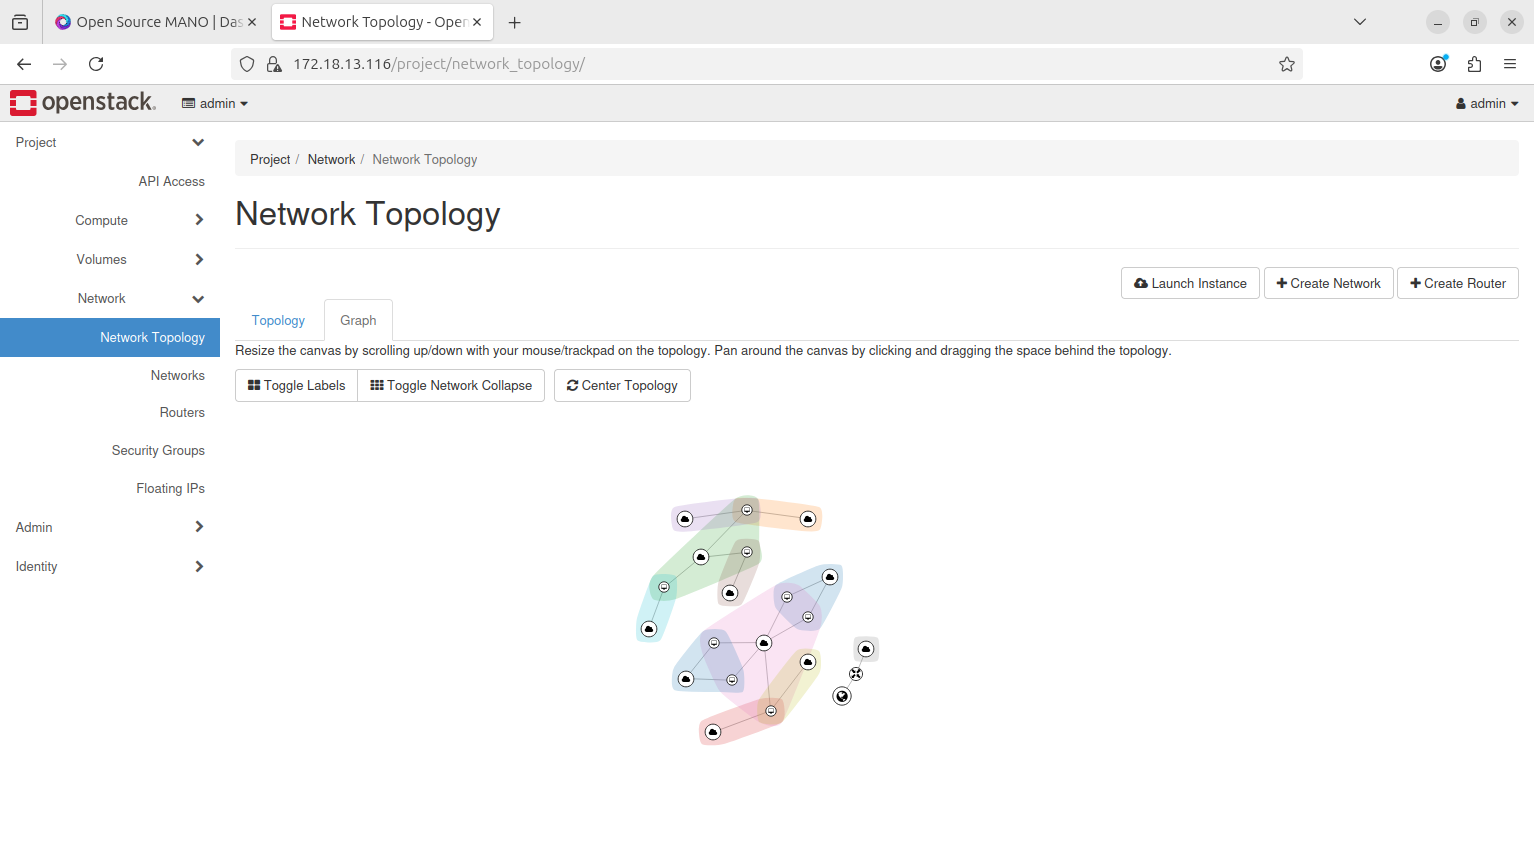 Open Source MANO | Das
Network Topology - Open
172.18.13.116/project/network_topology/
openstack.
admin
admin
Project
API Access
Compute
Volumes
Network
Network Topology
Networks
Routers
Security Groups
Floating IPs
Admin
Identity
Project / Network / Network Topology
Network Topology
Launch Instance
Create Network
Create Router
Topology
Graph
Resize the canvas by scrolling up/down with your mouse/trackpad on the topology. Pan around the canvas by clicking and dragging the space behind the topology.
Toggle Labels
Toggle Network Collapse
Center Topology